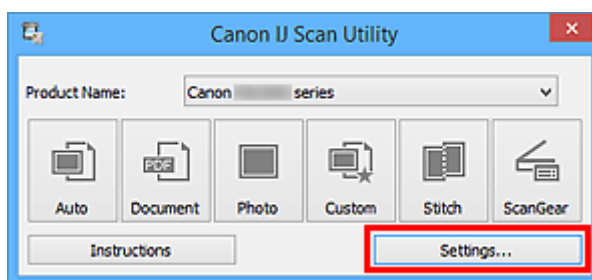 Canon IJ Scan Utility
Product Name: Canon series
Auto Document Photo Custom Stitch ScanGear
PDF
Instructions Settings...